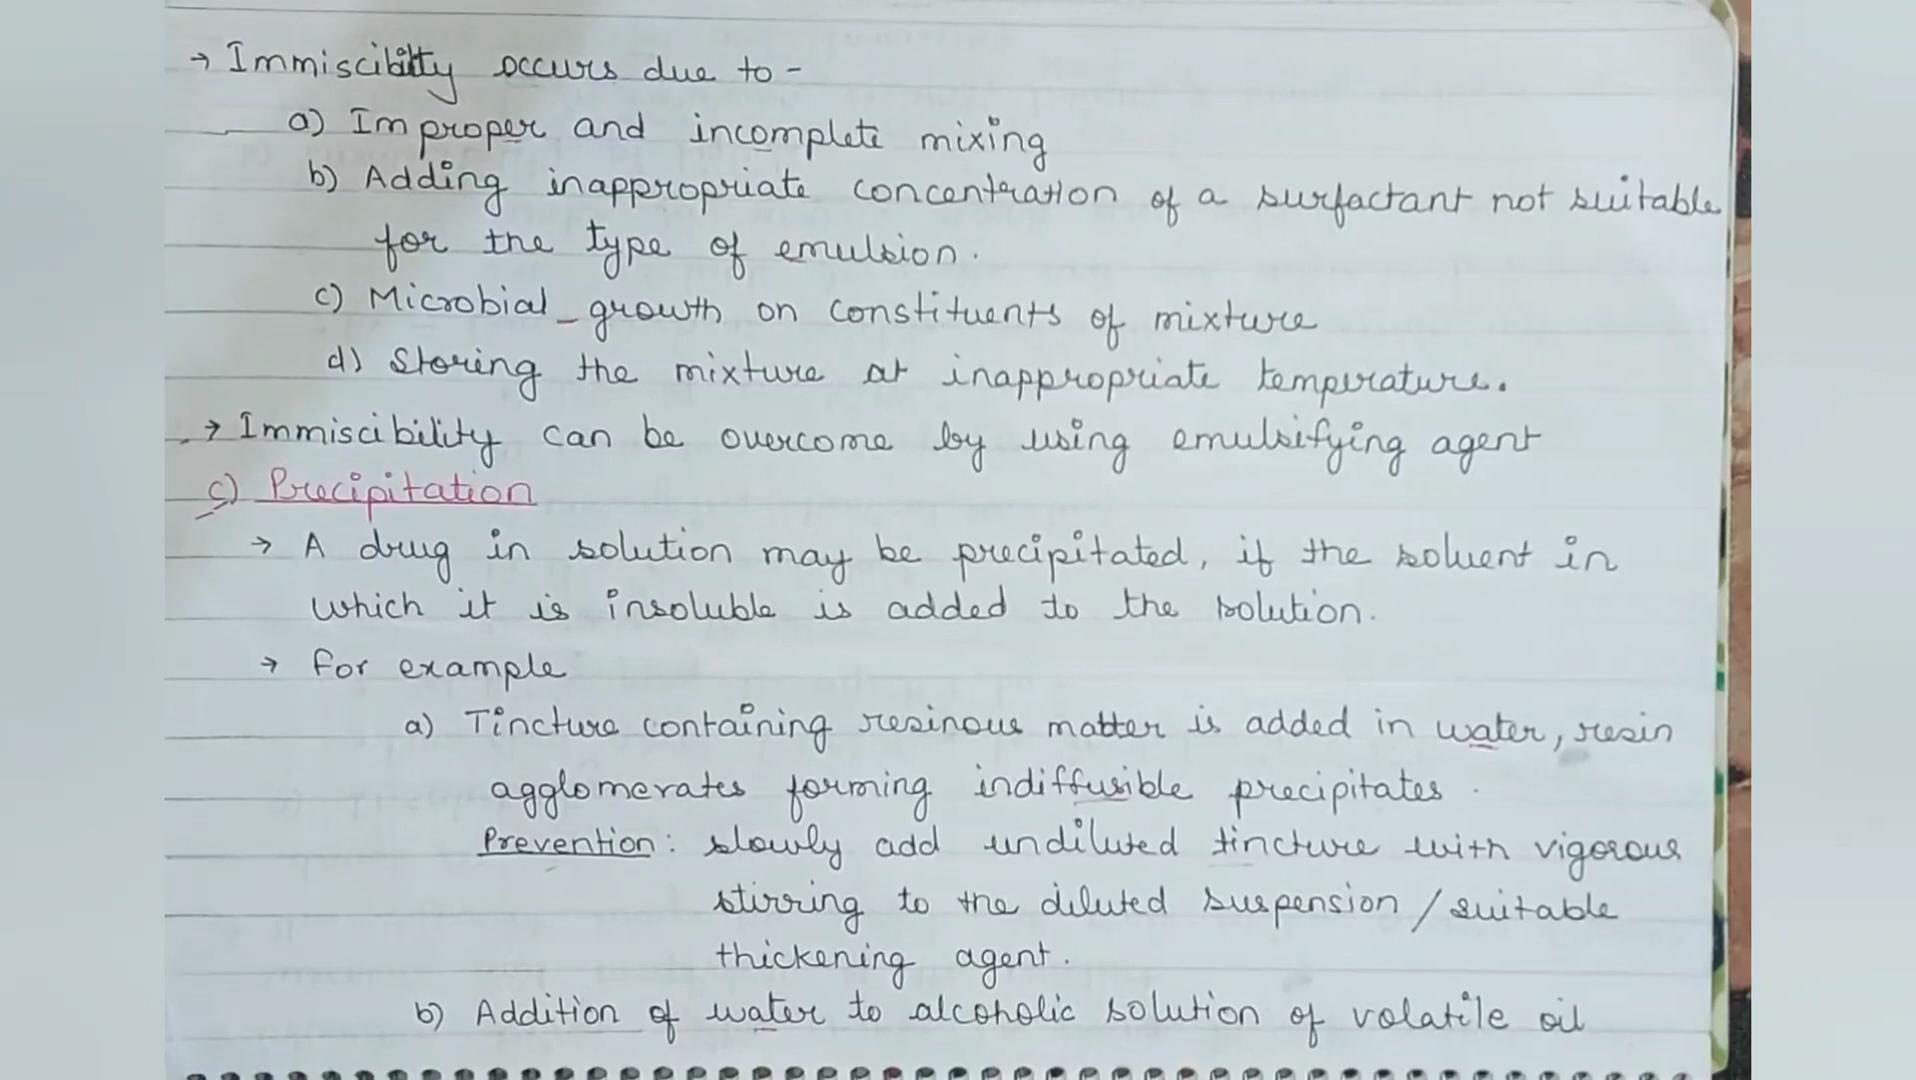 → Immiscibility occurs due to -
a) Improper and incomplete mixing
b) Adding inappropriate concentration of a surfactant not suitable
for the type of emulsion.
c) Microbial growth on constituents of mixture
d) Storing the mixture at inappropriate temperature.
→ Immiscibility can be overcome by using emulsifying agent
c) Precipitation
→ A drug in solution may be precipitated, if the solvent in
which it is insoluble is added to the solution.
→ For example
a) Tincture containing resinous matter is added in water, resin
agglomerates forming indiffusible precipitates.
Prevention: slowly add undiluted tincture with vigorous
stirring to the diluted suspension / suitable
thickening agent.
b) Addition of water to alcoholic solution of volatile oil